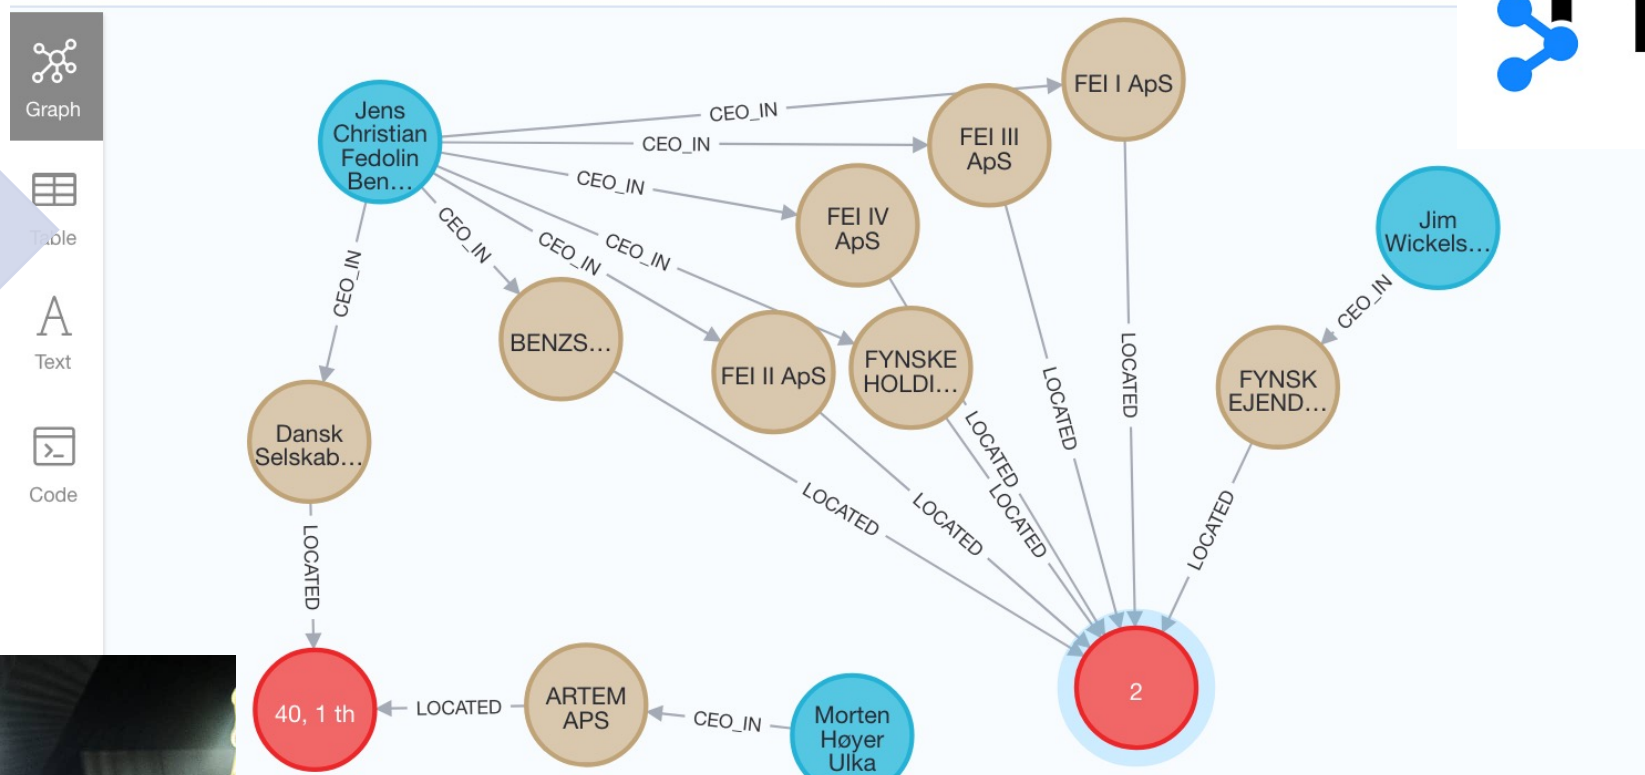 Graph
Table
Text
Code
Jens
Christian
Fedolin
Ben…
CEO_IN
FEI I ApS
CEO_IN
FEI III
ApS
CEO_IN
FEI IV
ApS
CEO_IN
CEO_IN
CEO_IN
CEO_IN
Jim
Wickels…
CEO_IN
BENZS…
FEI II ApS
FYNSKE
HOLDI…
FYNSK
EJEND…
Dansk
Selskab…
LOCATED
LOCATED
LOCATED
LOCATED
LOCATED
LOCATED
LOCATED
LOCATED
40, 1 th
LOCATED
ARTEM
APS
CEO_IN
Morten
Høyer
Ulka
2